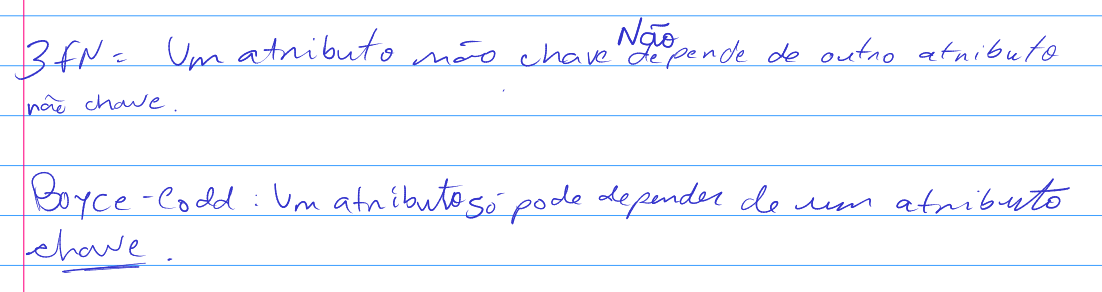 3fN = Um atributo não chave Não depende de outro atributo
não chave.
Boyce-Codd: Um atributo só pode depender de um atributo
chave.